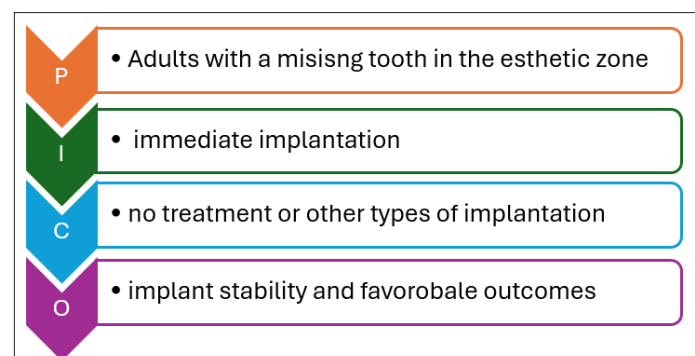 P
• Adults with a misisng tooth in the esthetic zone
I
• immediate implantation
C
• no treatment or other types of implantation
O
• implant stability and favorobale outcomes